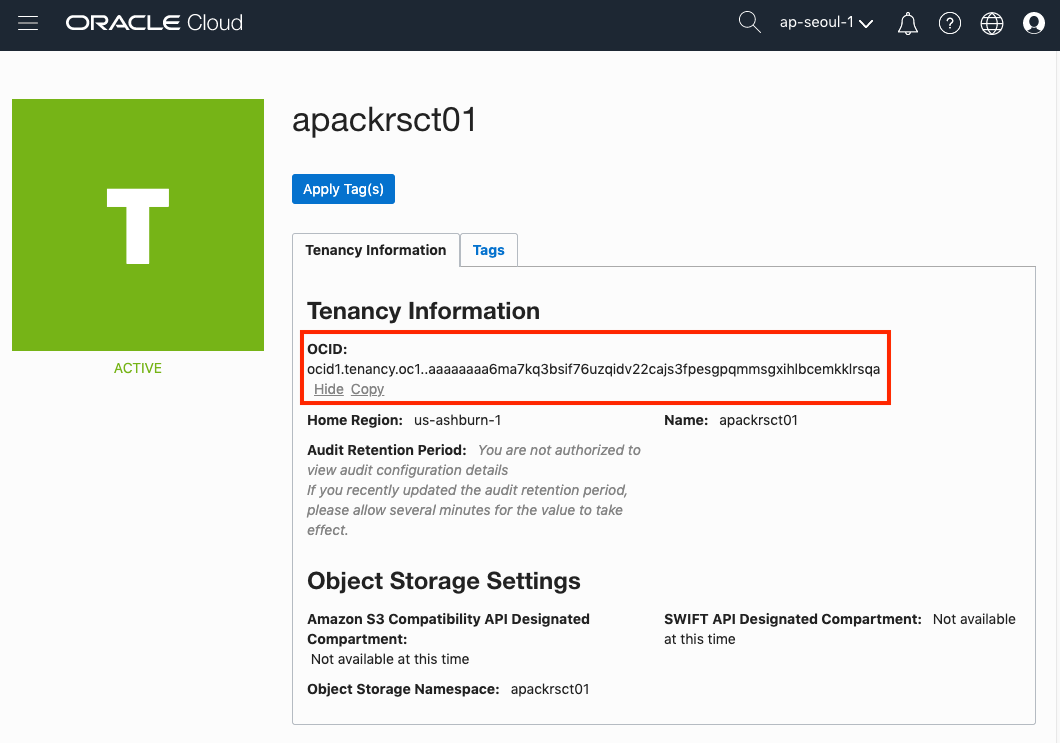 ORACLE Cloud
ap-seoul-1
apackrsct01
T
ACTIVE
Apply Tag(s)
Tenancy Information
Tags
Tenancy Information
OCID:
ocid1.tenancy.oc1..aaaaaaaa6ma7kq3bsif76uzqidv22cajs3fpesgpqmmsgxihlbcemkklrsqa
Hide Copy
Home Region: us-ashburn-1
Name: apackrsct01
Audit Retention Period: You are not authorized to
view audit configuration details
If you recently updated the audit retention period,
please allow several minutes for the value to take
effect.
Object Storage Settings
Amazon S3 Compatibility API Designated
Compartment:
Not available at this time
SWIFT API Designated Compartment: Not available
at this time
Object Storage Namespace: apackrsct01